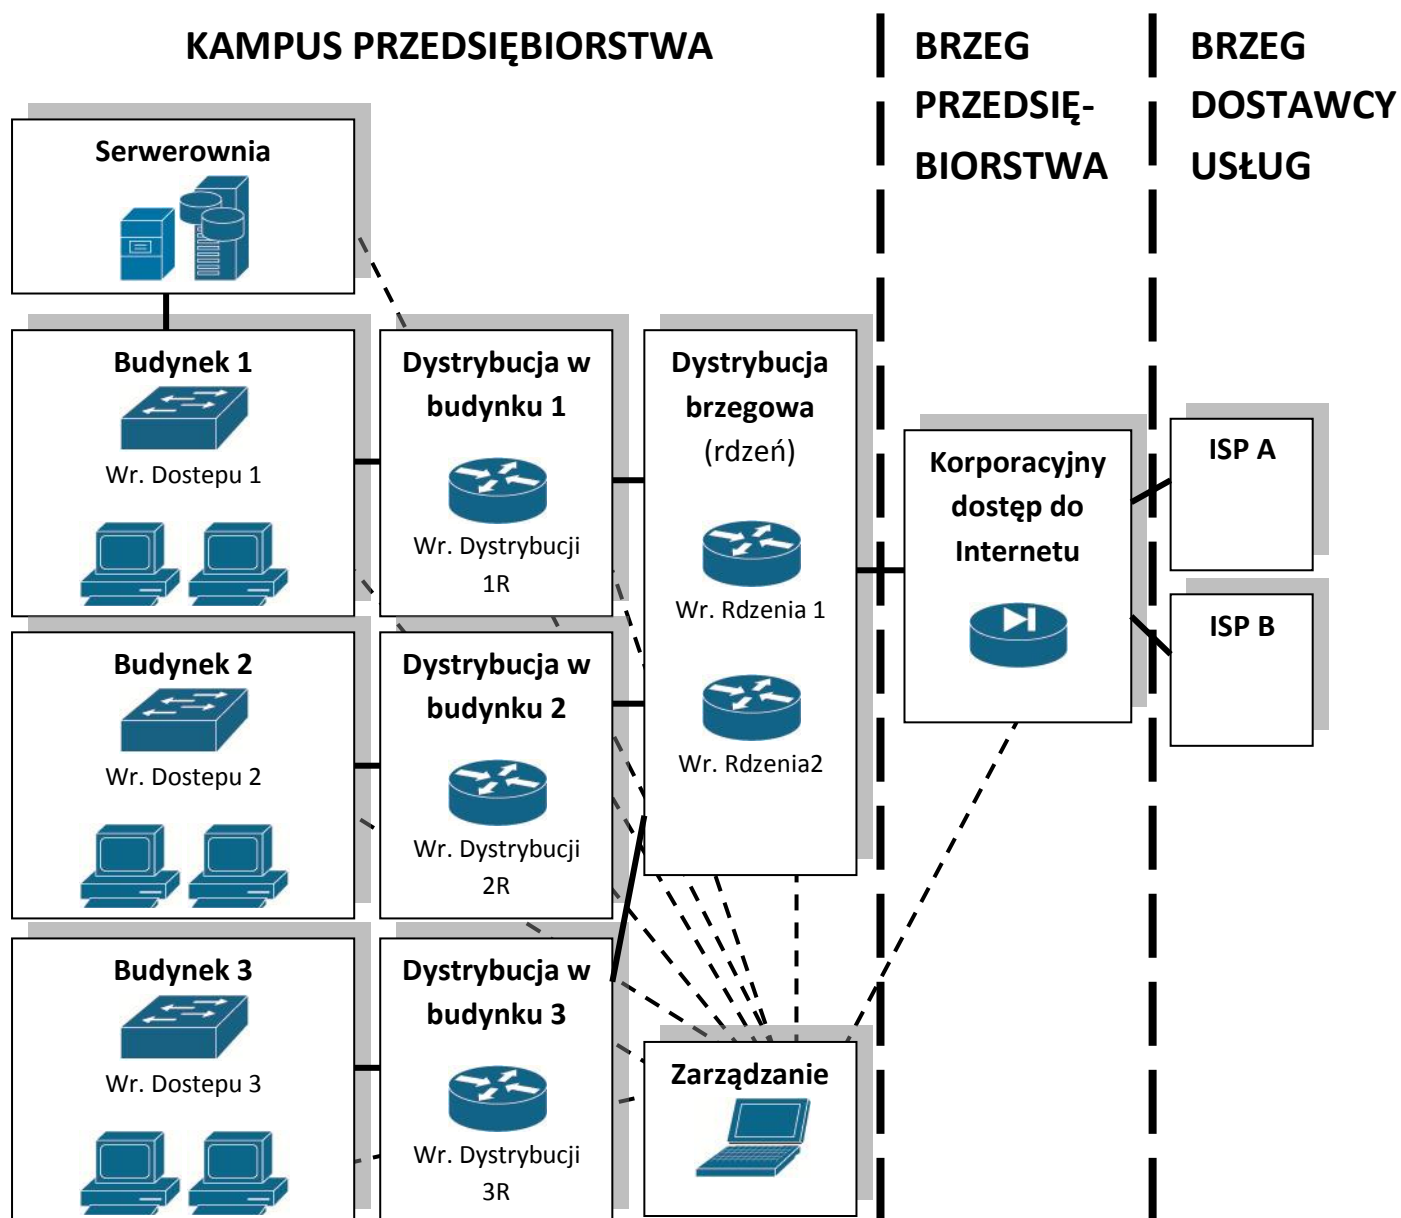 KAMPUS PRZEDSIĘBIORSTWA
BRZEG
PRZEDSIĘ-
BIORSTWA
BRZEG
DOSTAWCY
USŁUG
Serwerownia
Budynek 1
Wr. Dostepu 1
Dystrybucja w
budynku 1
Wr. Dystrybucji
1R
Dystrybucja
brzegowa
(rdzeń)
Wr. Rdzenia 1
Wr. Rdzenia2
Korporacyjny
dostęp do
Internetu
ISP A
ISP B
Budynek 2
Wr. Dostepu 2
Dystrybucja w
budynku 2
Wr. Dystrybucji
2R
Budynek 3
Wr. Dostepu 3
Dystrybucja w
budynku 3
Wr. Dystrybucji
3R
Zarządzanie